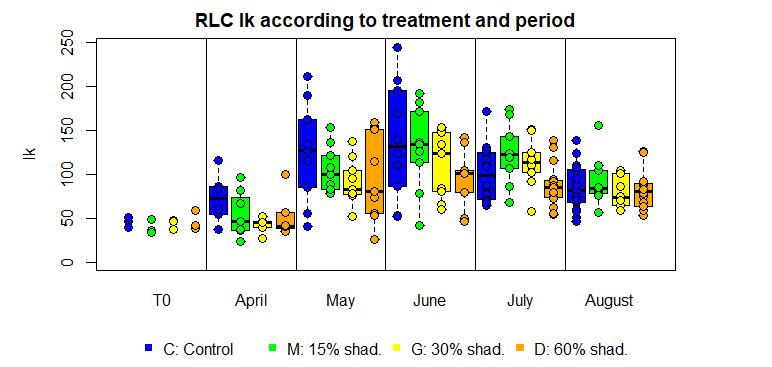 RLC Ik according to treatment and period
Ik
250
200
150
100
50
0
T0 April May June July August
C: Control M: 15% shad. G: 30% shad. D: 60% shad.